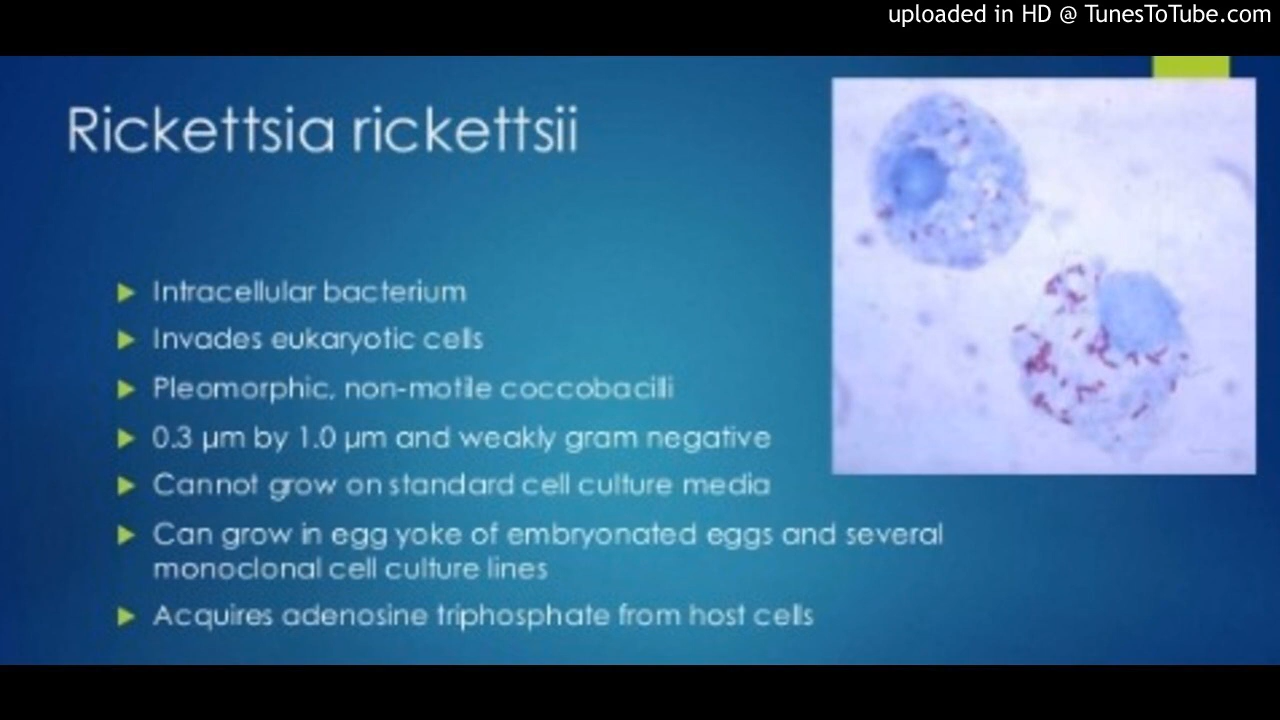 uploaded in HD @ TunesToTube.com
Rickettsia rickettsii
Intracellular bacterium
Invades eukaryotic cells
Pleomorphic, non-motile coccobacilli
0.3 µm by 1.0 µm and weakly gram negative
Cannot grow on standard cell culture media
Can grow in egg yoke of embryonated eggs and several
monoclonal cell culture lines
Acquires adenosine triphosphate from host cells